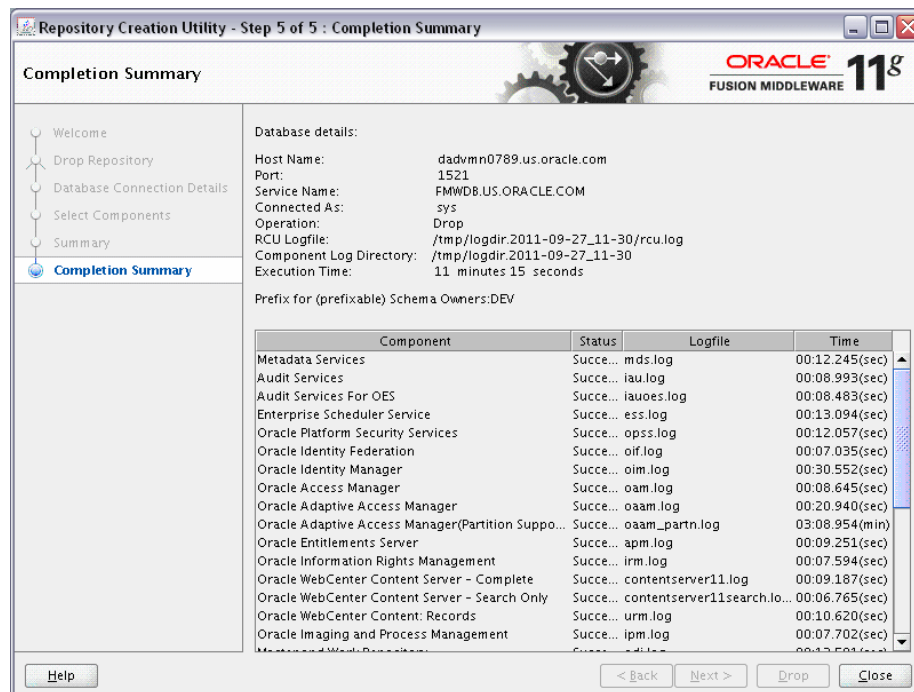 Repository Creation Utility - Step 5 of 5 : Completion Summary
Completion Summary
ORACLE
FUSION MIDDLEWARE 11g
Welcome
Drop Repository
Database Connection Details
Select Components
Summary
Completion Summary
Database details:
Host Name: dadvmn0789.us.oracle.com
Port: 1521
Service Name: FMWDB.US.ORACLE.COM
Connected As: sys
Operation: Drop
RCU Logfile: /tmp/logdir.2011-09-27_11-30/rcu.log
Component Log Directory: /tmp/logdir.2011-09-27_11-30
Execution Time: 11 minutes 15 seconds
Prefix for (prefixable) Schema Owners:DEV
Component Status Logfile Time
Metadata Services Succe... mds.log 00:12.245(sec)
Audit Services Succe... iau.log 00:08.993(sec)
Audit Services For OES Succe... iauoes.log 00:08.483(sec)
Enterprise Scheduler Service Succe... ess.log 00:13.094(sec)
Oracle Platform Security Services Succe... opss.log 00:12.057(sec)
Oracle Identity Federation Succe... oif.log 00:07.035(sec)
Oracle Identity Manager Succe... oim.log 00:30.552(sec)
Oracle Access Manager Succe... oam.log 00:08.645(sec)
Oracle Adaptive Access Manager Succe... oaam.log 00:20.940(sec)
Oracle Adaptive Access Manager(Partition Suppo... Succe... oaam_partn.log 03:08.954(min)
Oracle Entitlements Server Succe... apm.log 00:09.251(sec)
Oracle Information Rights Management Succe... irm.log 00:07.594(sec)
Oracle WebCenter Content Server - Complete Succe... contentserver11.log 00:09.187(sec)
Oracle WebCenter Content Server - Search Only Succe... contentserver11search.lo... 00:06.765(sec)
Oracle WebCenter Content: Records Succe... urm.log 00:10.620(sec)
Oracle Imaging and Process Management Succe... ipm.log 00:07.702(sec)
Help
< Back
Next >
Drop
Close